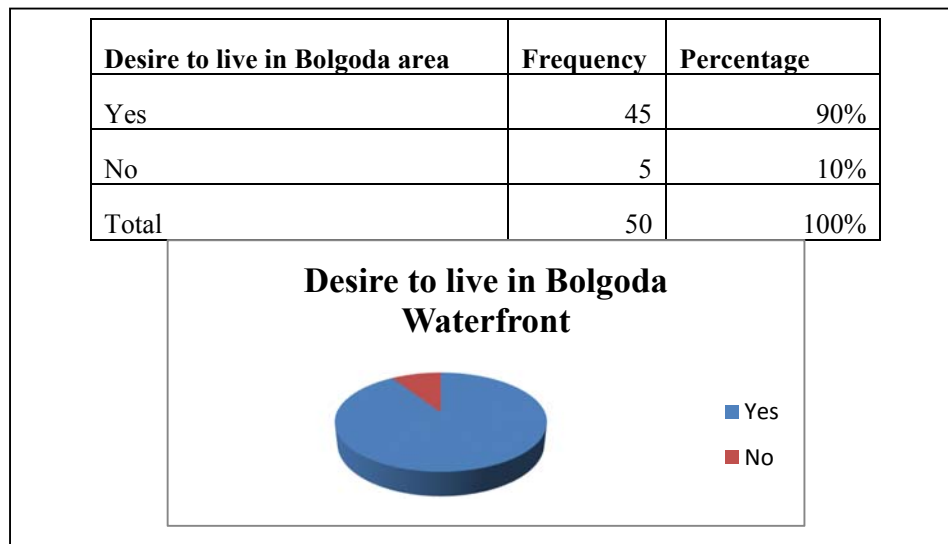 Desire to live in Bolgoda area Frequency Percentage
Yes 45 90%
No 5 10%
Total 50 100%
Desire to live in Bolgoda
Waterfront
Yes
No